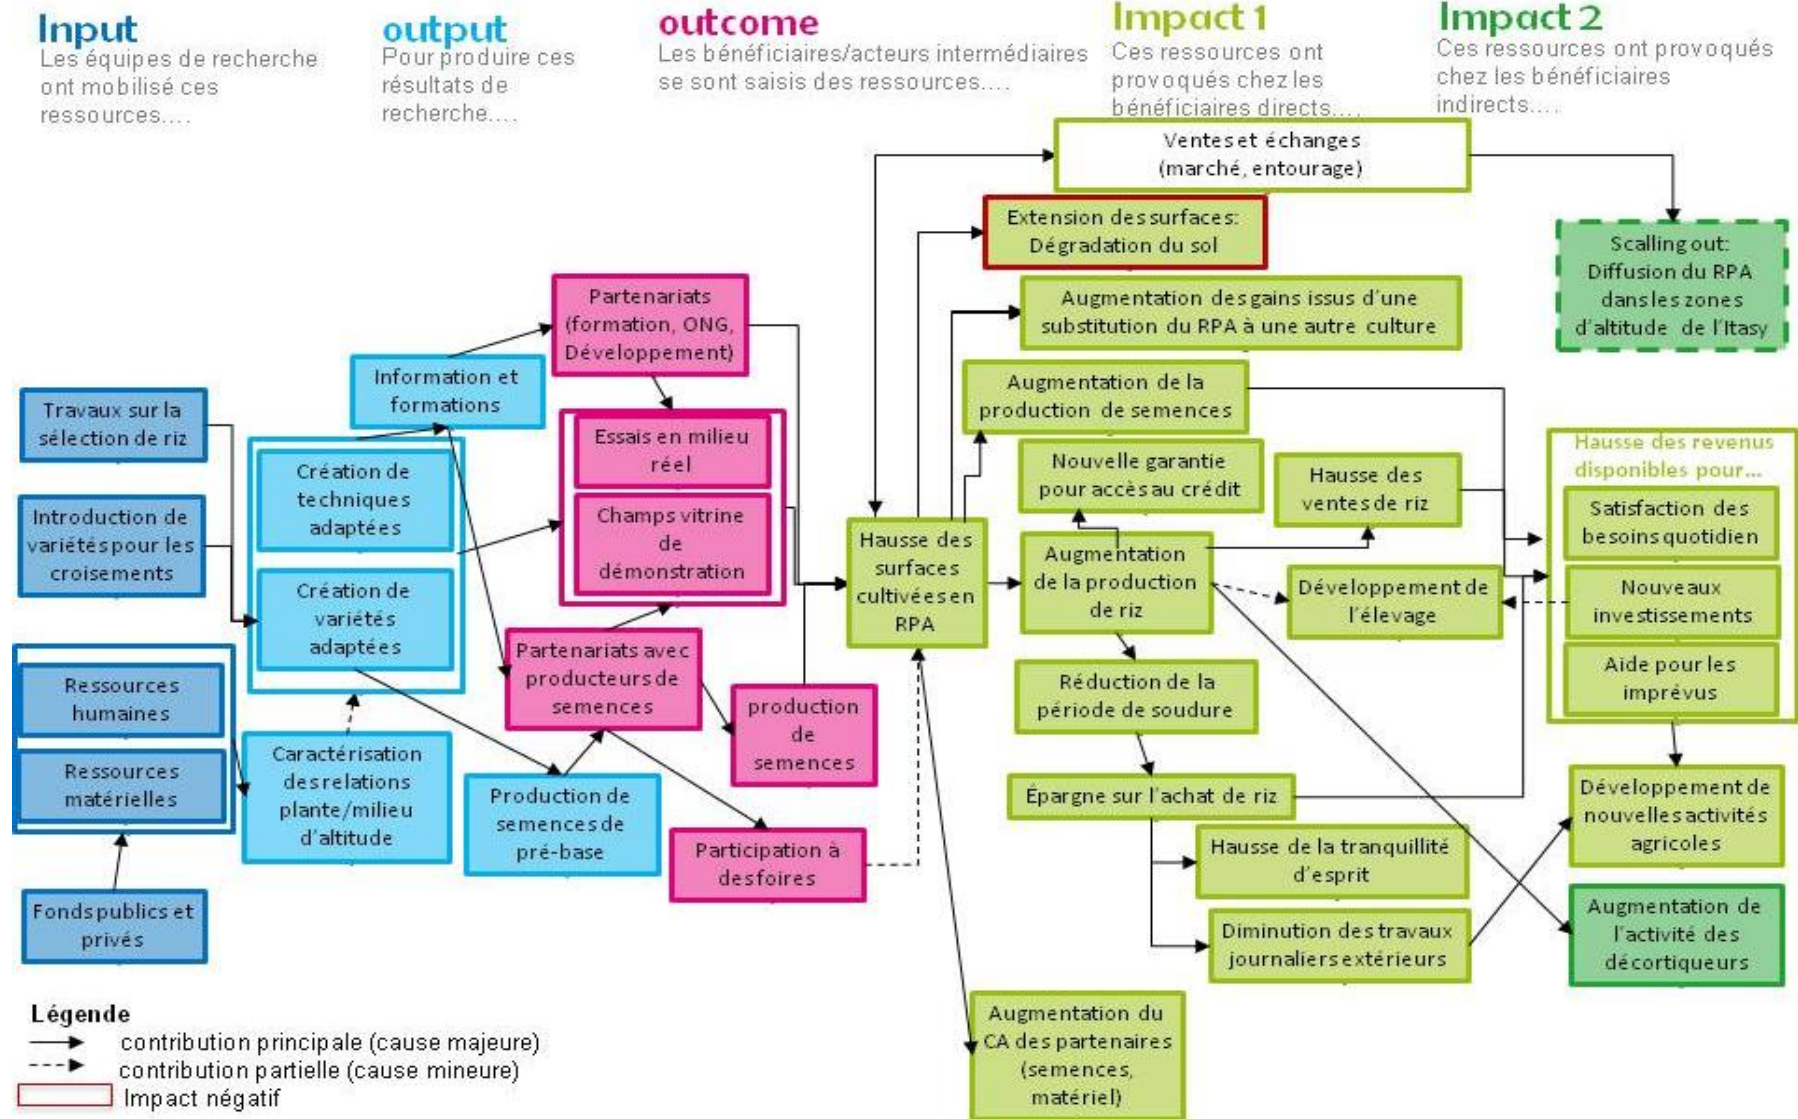 Input
Les équipes de recherche
ont mobilisé ces
ressources....
output
Pour produire ces
résultats de
recherche....
outcome
Les bénéficiaires/acteurs intermédiaires
se sont saisis des ressources....
Impact 1
Ces ressources ont
provoqués chez les
bénéficiaires directs....
Impact 2
Ces ressources ont provoqués
chez les bénéficiaires
indirects....
Travaux sur la
sélection de riz
Introduction de
variétés pour les
croisements
Ressources
humaines
Ressources
matérielles
Fonds publics et
privés
Information et
formations
Création de
techniques
adaptées
Création de
variétés
adaptées
Caractérisation
des relations
plante/milieu
d'altitude
Production de
semences de
pré-base
Partenariats
(formation, ONG,
Développement)
Essais en milieu
réel
Champs vitrine
de
démonstration
Partenariats avec
producteurs de
semences
production
de
semences
Participation à
des foires
Ventes et échanges
(marché, entourage)
Extension des surfaces:
Dégradation du sol
Augmentation des gains issus d'une
substitution du RPA à une autre culture
Augmentation de la
production de semences
Nouvelle garantie
pour accès au crédit
Hausse des
ventes de riz
Hausse des
surfaces
cultivées en
RPA
Augmentation
de la production
de riz
Développement de
l'élevage
Réduction de la
période de soudure
Épargne sur l'achat de riz
Hausse de la tranquillité
d'esprit
Diminution des travaux
journaliers extérieurs
Augmentation du
CA des partenaires
(semences,
matériel)
Scalling out:
Diffusion du RPA
dans les zones
d'altitude de l'Itasy
Hausse des revenus
disponibles pour...
Satisfaction des
besoins quotidien
Nouveaux
investissements
Aide pour les
imprévus
Développement de
nouvelles activités
agricoles
Augmentation de
l'activité des
décortiqueurs
Légende
contribution principale (cause majeure)
contribution partielle (cause mineure)
Impact négatif